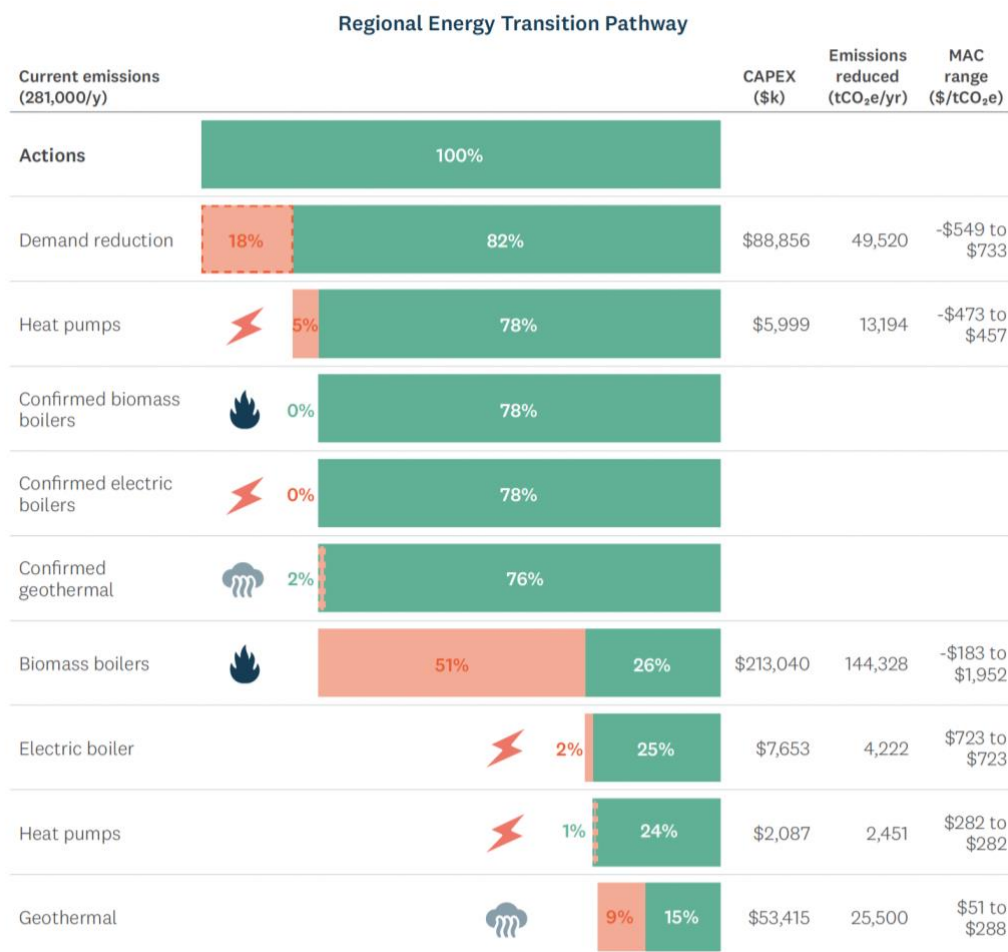 Regional Energy Transition Pathway
Current emissions
(281,000/y)
CAPEX
($k)
Emissions
reduced
(tCO₂e/yr)
MAC
range
($/tCO₂e)
Actions
100%
Demand reduction
18%
82%
$88,856
49,520
-$549 to
$733
Heat pumps
5%
78%
$5,999
13,194
-$473 to
$457
Confirmed biomass
boilers
0%
78%
Confirmed electric
boilers
0%
78%
Confirmed
geothermal
2%
76%
Biomass boilers
51%
26%
$213,040
144,328
-$183 to
$1,952
Electric boiler
2%
25%
$7,653
4,222
$723 to
$723
Heat pumps
1%
24%
$2,087
2,451
$282 to
$282
Geothermal
9%
15%
$53,415
25,500
$51 to
$288